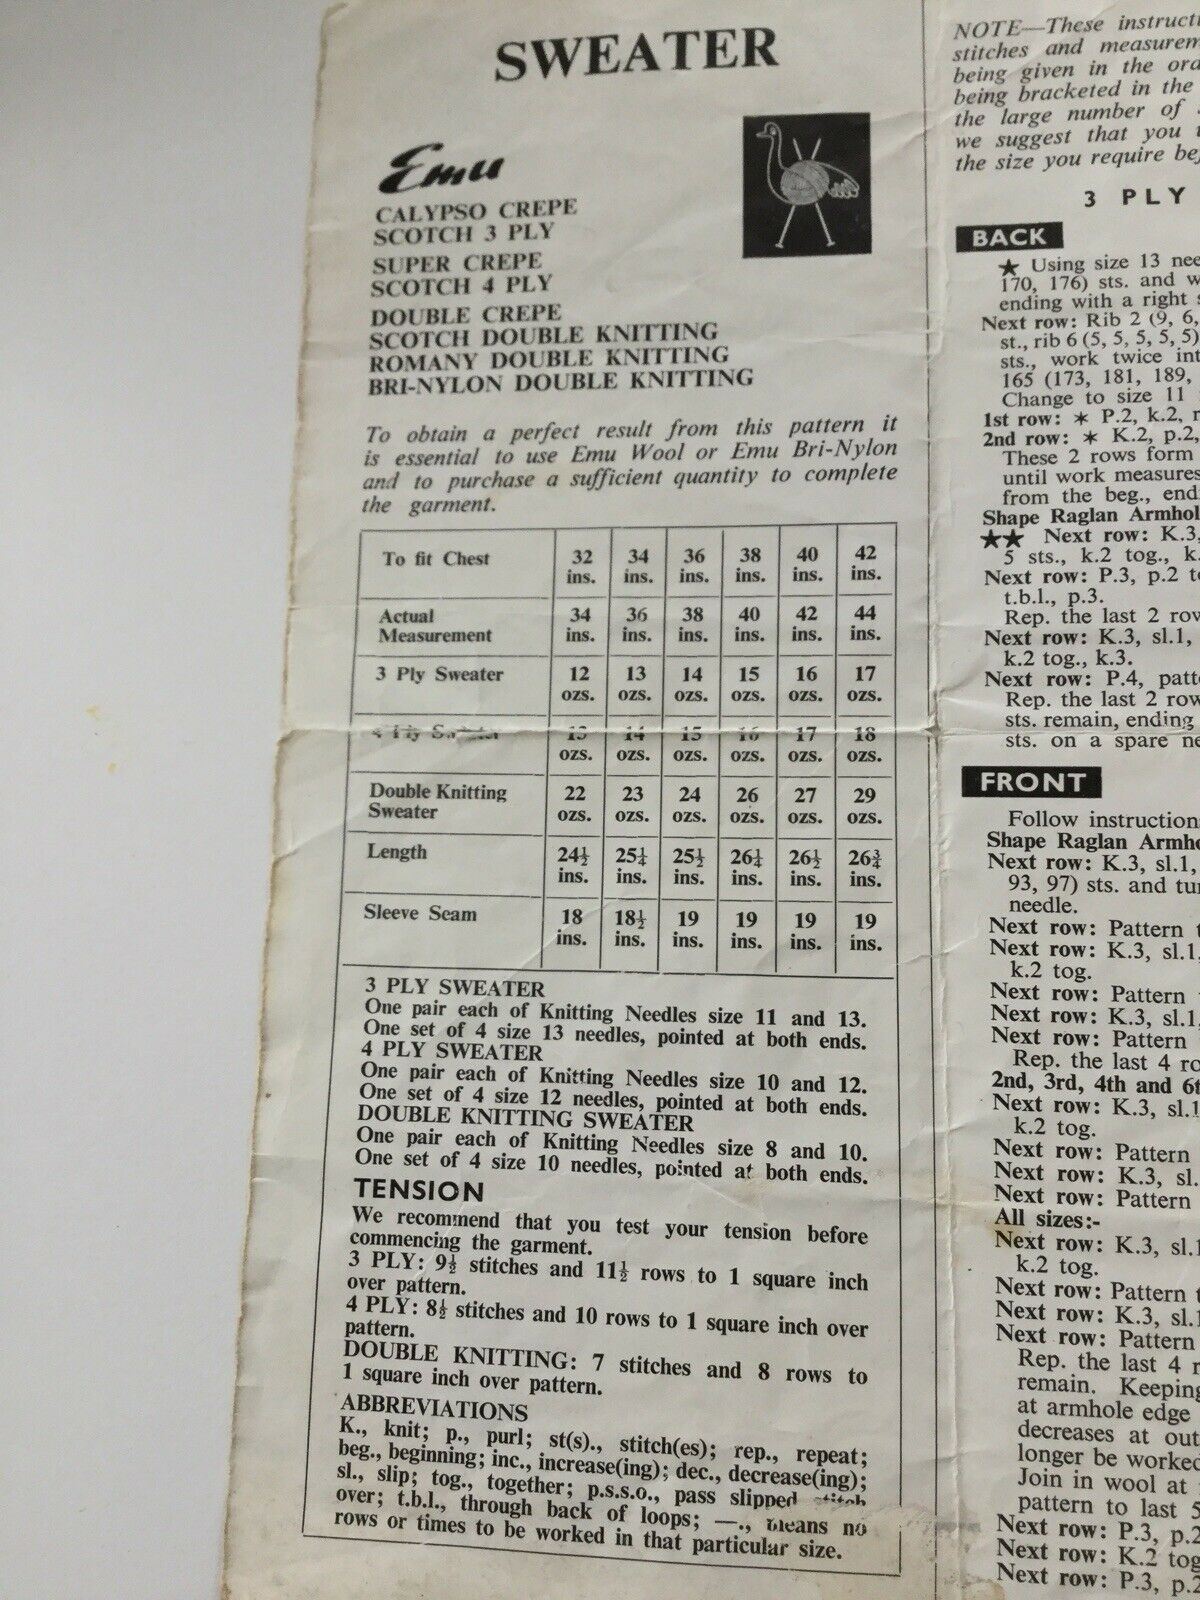 SWEATER
Emu
CALYPSO CREPE
SCOTCH 3 PLY
SUPER CREPE
SCOTCH 4 PLY
DOUBLE CREPE
SCOTCH DOUBLE KNITTING
ROMANY DOUBLE KNITTING
BRI-NYLON DOUBLE KNITTING
To obtain a perfect result from this pattern it
is essential to use Emu Wool or Emu Bri-Nylon
and to purchase a sufficient quantity to complete
the garment.
To fit Chest 32 34 36 38 40 42
ins. ins. ins. ins. ins. ins.
Actual 34 36 38 40 42 44
Measurement ins. ins. ins. ins. ins. ins.
3 Ply Sweater 12 13 14 15 16 17
ozs. ozs. ozs. ozs. ozs. ozs.
4 Ply Sweater 13 14 15 16 17 18
ozs. ozs. ozs. ozs. ozs. ozs.
Double Knitting 22 23 24 26 27 29
Sweater ozs. ozs. ozs. ozs. ozs. ozs.
Length 24½ 25¼ 25½ 26¼ 26½ 26¾
ins. ins. ins. ins. ins. ins.
Sleeve Seam 18 18½ 19 19 19 19
ins. ins. ins. ins. ins. ins.
3 PLY SWEATER
One pair each of Knitting Needles size 11 and 13.
One set of 4 size 13 needles, pointed at both ends.
4 PLY SWEATER
One pair each of Knitting Needles size 10 and 12.
One set of 4 size 12 needles, pointed at both ends.
DOUBLE KNITTING SWEATER
One pair each of Knitting Needles size 8 and 10.
One set of 4 size 10 needles, pointed at both ends.
TENSION
We recommend that you test your tension before
commencing the garment.
3 PLY: 9½ stitches and 11½ rows to 1 square inch
over pattern.
4 PLY: 8½ stitches and 10 rows to 1 square inch over
pattern.
DOUBLE KNITTING: 7 stitches and 8 rows to
1 square inch over pattern.
ABBREVIATIONS
K., knit; p., purl; st(s)., stitch(es); rep., repeat;
beg., beginning; inc., increase(ing); dec., decrease(ing);
sl., slip; tog., together; p.s.s.o., pass slipped stitch
over; t.b.l., through back of loops; —., means no
rows or times to be worked in that particular size.
NOTE—These instructi
stitches and measurem
being given in the ord
being bracketed in the
the large number of
we suggest that you
the size you require bef
3 PLY
BACK
★ Using size 13 nee
170, 176) sts. and w
ending with a right s
Next row: Rib 2 (9, 6,
st., rib 6 (5, 5, 5, 5, 5)
sts., work twice int
165 (173, 181, 189,
Change to size 11
1st row: * P.2, k.2,
2nd row: * K.2, p.2,
These 2 rows form
until work measures
from the beg., end
Shape Raglan Armhol
★★ Next row: K.3,
5 sts., k.2 tog., k.
Next row: P.3, p.2 t
t.b.l., p.3.
Rep. the last 2 rov
Next row: K.3, sl.1,
k.2 tog., k.3.
Next row: P.4, patt
Rep. the last 2 row
sts. remain, ending
sts. on a spare ne
FRONT
Follow instructions
Shape Raglan Armho
Next row: K.3, sl.1,
93, 97) sts. and tur
needle.
Next row: Pattern t
Next row: K.3, sl.1,
k.2 tog.
Next row: Pattern
Next row: K.3, sl.1,
Next row: Pattern
Rep. the last 4 ro
2nd, 3rd, 4th and 6t
Next row: K.3, sl.1
k.2 tog.
Next row: Pattern
Next row: K.3, sl.
Next row: Pattern
All sizes:-
Next row: K.3, sl.1
k.2 tog.
Next row: Pattern t
Next row: K.3, sl.1
Next row: Pattern
Rep. the last 4 r
remain. Keeping
at armhole edge
decreases at out
longer be worked
Join in wool at
pattern to last 5
Next row: P.3, p.2
Next row: K.2 tog
Next row: P.3, p.2